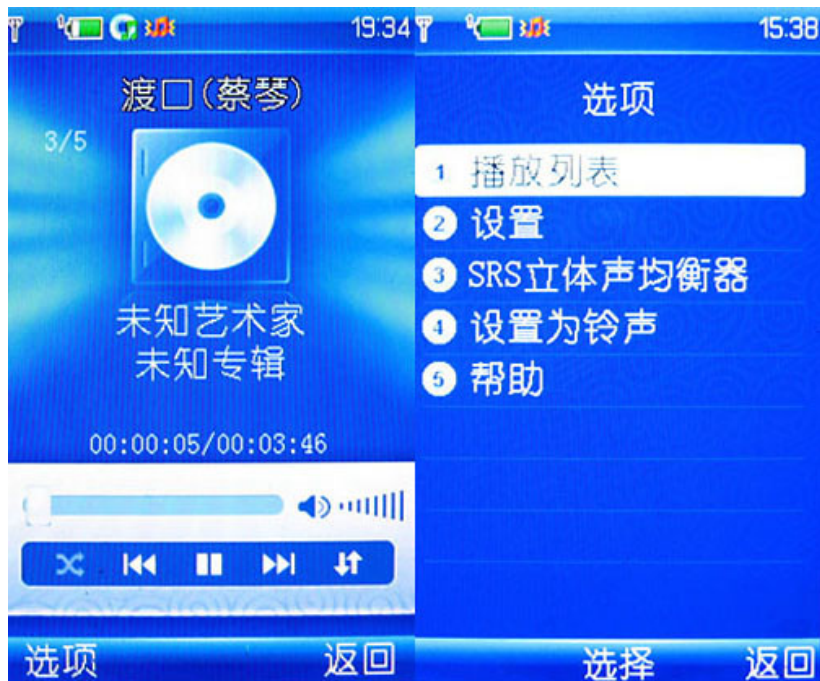 19:34
渡口(蔡琴)
3/5
未知艺术家
未知专辑
00:00:05/00:03:46
选项 返回
15:38
选项
1 播放列表
2 设置
3 SRS立体声均衡器
4 设置为铃声
5 帮助
选择 返回